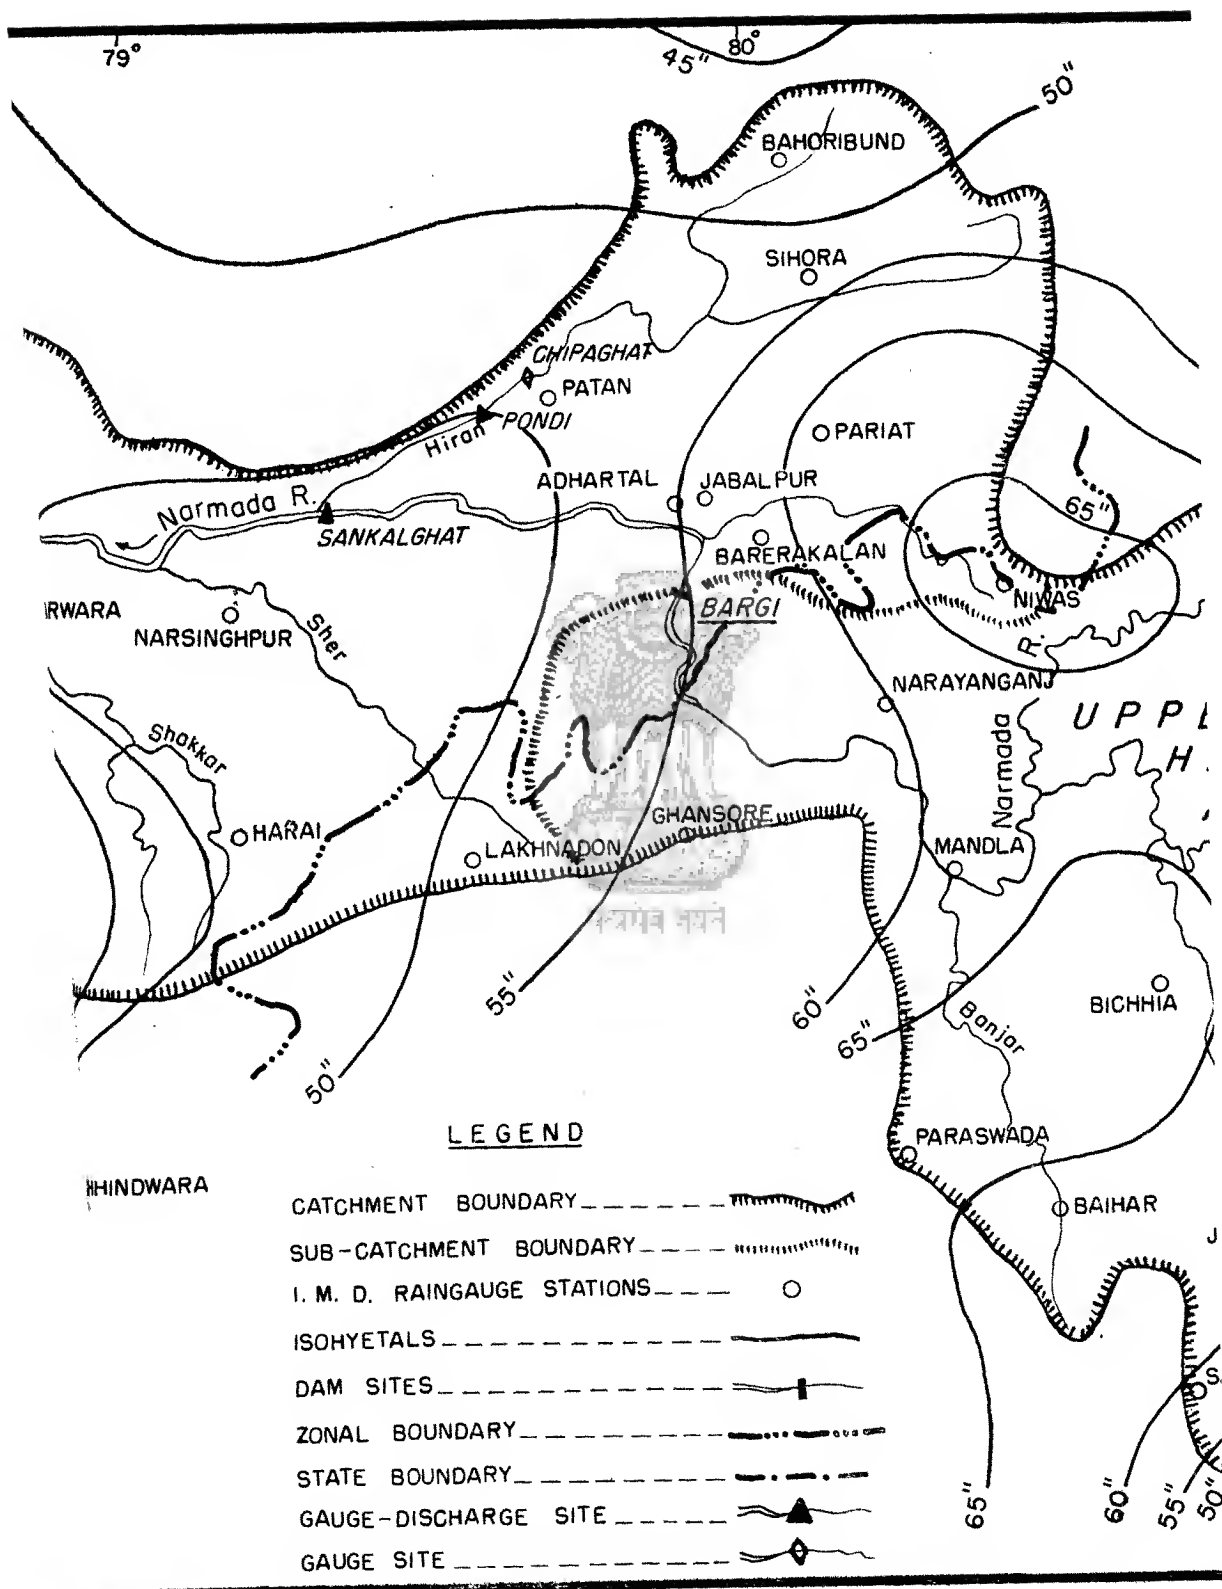 79°
45"
80°
50"
BAHORIBUND
SIHORA
CHIPAGHAT
PATAN
PONDI
Hiran
PARIAT
ADHARTAL
JABALPUR
Narmada R.
SANKALGHAT
65"
BARERAKALAN
NIWAS
BARGI
RWARA
NARSINGHPUR
Sher
R.
NARAYANGANJ
Shakkar
Narmada
UPPE
H.
HARAI
GHANSORE
LAKHNADON
MANDLA
55"
60"
65"
BICHHIA
Banjar
50"
LEGEND
PARASWADA
HINDWARA
BAIHAR
J
CATCHMENT BOUNDARY
SUB-CATCHMENT BOUNDARY
I. M. D. RAINGAUGE STATIONS
ISOHYETALS
DAM SITES
S.
ZONAL BOUNDARY
STATE BOUNDARY
65"
60"
55"
50"
GAUGE-DISCHARGE SITE
GAUGE SITE